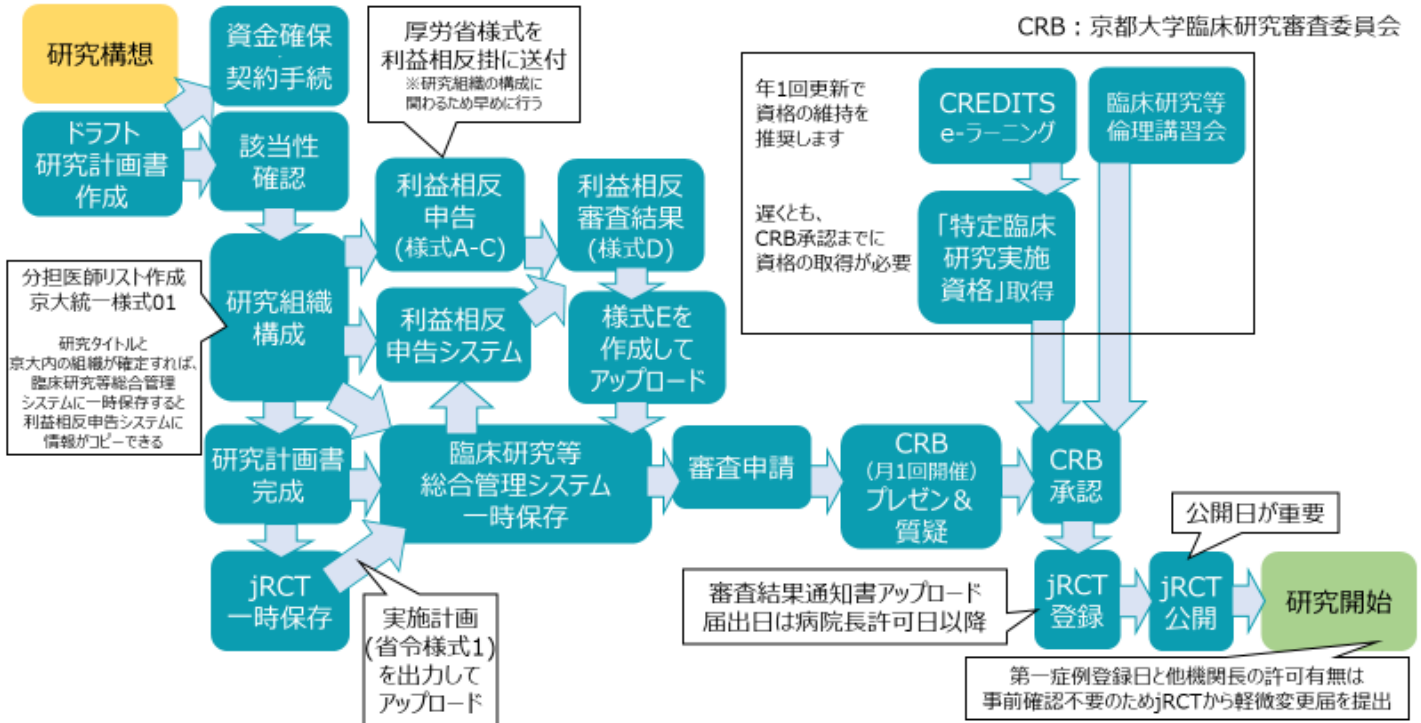 CRB：京都大学臨床研究審査委員会
研究構想
資金確保
・
契約手続
ドラフト
研究計画書
作成
該当性
確認
厚労省様式を
利益相反掛に送付
※研究組織の構成に
関わるため早めに行う
利益相反
申告
(様式A-C)
利益相反
審査結果
(様式D)
分担医師リスト作成
京大統一様式01
研究タイトルと
京大内の組織が確定すれば、
臨床研究等総合管理
システムに一時保存すると
利益相反申告システムに
情報がコピーできる
研究組織
構成
利益相反
申告システム
様式Eを
作成して
アップロード
年1回更新で
資格の維持を
推奨します
CREDITS
e-ラーニング
臨床研究等
倫理講習会
遅くとも、
CRB承認までに
資格の取得が必要
「特定臨床
研究実施
資格」取得
研究計画書
完成
臨床研究等
総合管理システム
一時保存
審査申請
CRB
（月1回開催）
プレゼン＆
質疑
CRB
承認
jRCT
一時保存
実施計画
(省令様式1)
を出力して
アップロード
審査結果通知書アップロード
届出日は病院長許可日以降
jRCT
登録
公開日が重要
jRCT
公開
研究開始
第一症例登録日と他機関長の許可有無は
事前確認不要のためjRCTから軽微変更届を提出